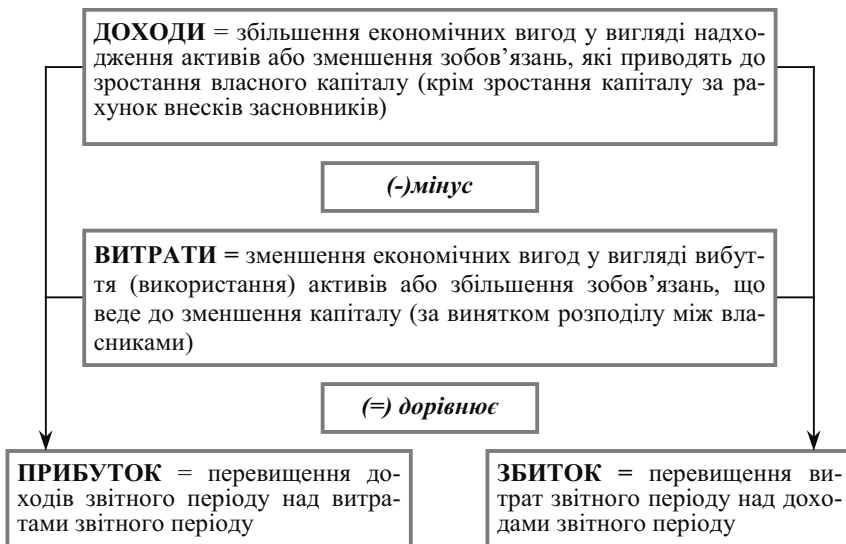 ДОХОДИ = збільшення економічних вигод у вигляді надхо-
дження активів або зменшення зобов’язань, які приводять до
зростання власного капіталу (крім зростання капіталу за ра-
хунок внесків засновників)
(-)мінус
ВИТРАТИ = зменшення економічних вигод у вигляді вибут-
тя (використання) активів або збільшення зобов’язань, що
веде до зменшення капіталу (за винятком розподілу між вла-
сниками)
(=) дорівнює
ПРИБУТОК = перевищення до-
ходів звітного періоду над витра-
тами звітного періоду
ЗБИТОК = перевищення ви-
трат звітного періоду над дохо-
дами звітного періоду